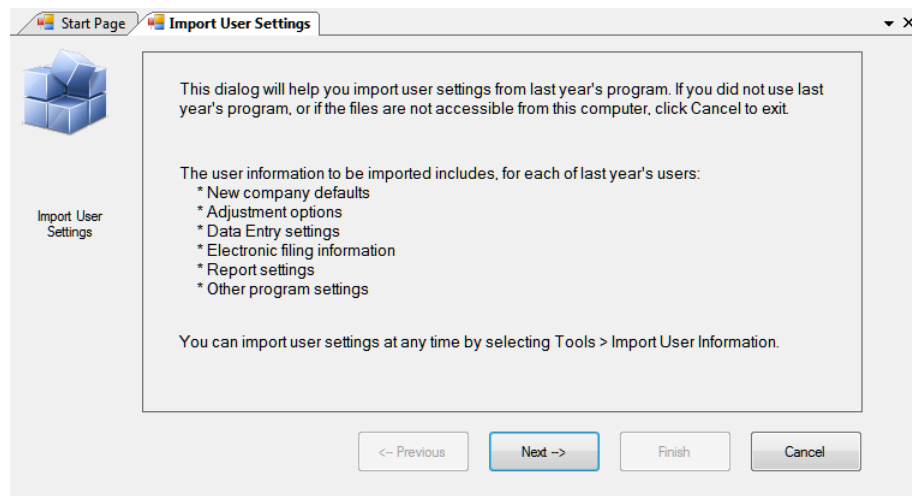 Start Page
Import User Settings
This dialog will help you import user settings from last year's program. If you did not use last
year's program, or if the files are not accessible from this computer, click Cancel to exit.
The user information to be imported includes, for each of last year's users:
* New company defaults
* Adjustment options
* Data Entry settings
* Electronic filing information
* Report settings
* Other program settings
Import User
Settings
You can import user settings at any time by selecting Tools > Import User Information.
<-- Previous
Next -->
Finish
Cancel